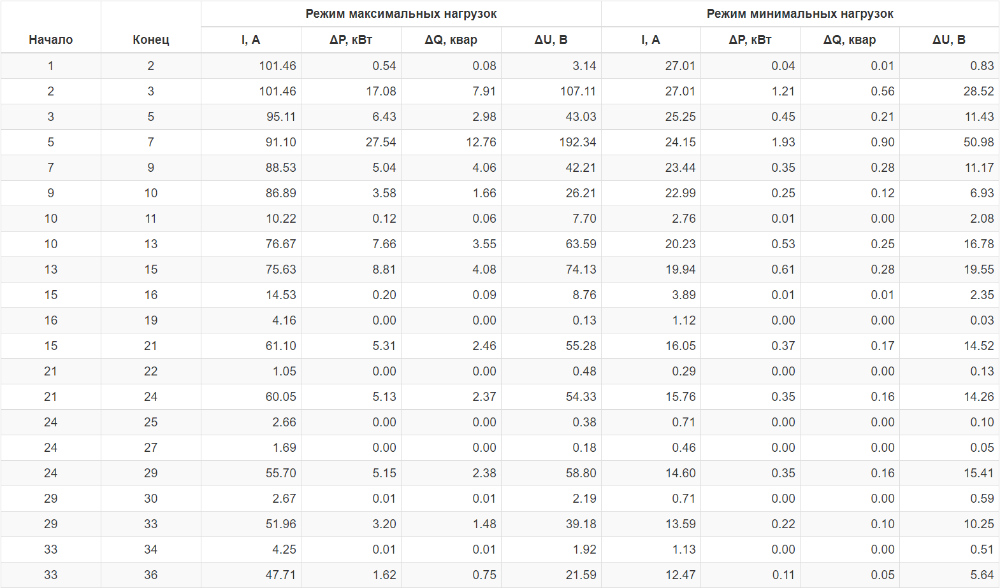 Режим максимальных нагрузок Режим минимальных нагрузок
Начало Конец I, А ΔP, кВт ΔQ, квар ΔU, В I, А ΔP, кВт ΔQ, квар ΔU, В
1 2 101.46 0.54 0.08 3.14 27.01 0.04 0.01 0.83
2 3 101.46 17.08 7.91 107.11 27.01 1.21 0.56 28.52
3 5 95.11 6.43 2.98 43.03 25.25 0.45 0.21 11.43
5 7 91.10 27.54 12.76 192.34 24.15 1.93 0.90 50.98
7 9 88.53 5.04 4.06 42.21 23.44 0.35 0.28 11.17
9 10 86.89 3.58 1.66 26.21 22.99 0.25 0.12 6.93
10 11 10.22 0.12 0.06 7.70 2.76 0.01 0.00 2.08
10 13 76.67 7.66 3.55 63.59 20.23 0.53 0.25 16.78
13 15 75.63 8.81 4.08 74.13 19.94 0.61 0.28 19.55
15 16 14.53 0.20 0.09 8.76 3.89 0.01 0.01 2.35
16 19 4.16 0.00 0.00 0.13 1.12 0.00 0.00 0.03
15 21 61.10 5.31 2.46 55.28 16.05 0.37 0.17 14.52
21 22 1.05 0.00 0.00 0.48 0.29 0.00 0.00 0.13
21 24 60.05 5.13 2.37 54.33 15.76 0.35 0.16 14.26
24 25 2.66 0.00 0.00 0.38 0.71 0.00 0.00 0.10
24 27 1.69 0.00 0.00 0.18 0.46 0.00 0.00 0.05
24 29 55.70 5.15 2.38 58.80 14.60 0.35 0.16 15.41
29 30 2.67 0.01 0.01 2.19 0.71 0.00 0.00 0.59
29 33 51.96 3.20 1.48 39.18 13.59 0.22 0.10 10.25
33 34 4.25 0.01 0.01 1.92 1.13 0.00 0.00 0.51
33 36 47.71 1.62 0.75 21.59 12.47 0.11 0.05 5.64